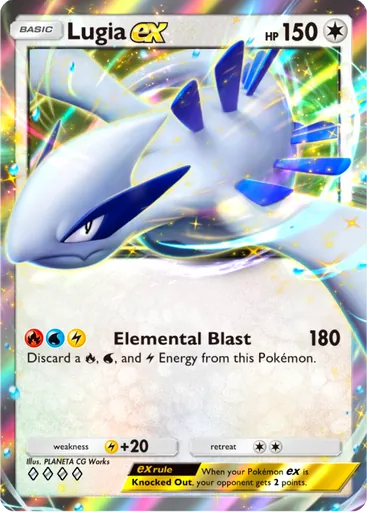 BASIC Lugia ex HP 150
Elemental Blast 180
Discard a , , and Energy from this Pokémon.
weakness +20 retreat
Illus. PLANETA CG Works
ex rule When your Pokémon ex is
Knocked Out, your opponent gets 2 points.